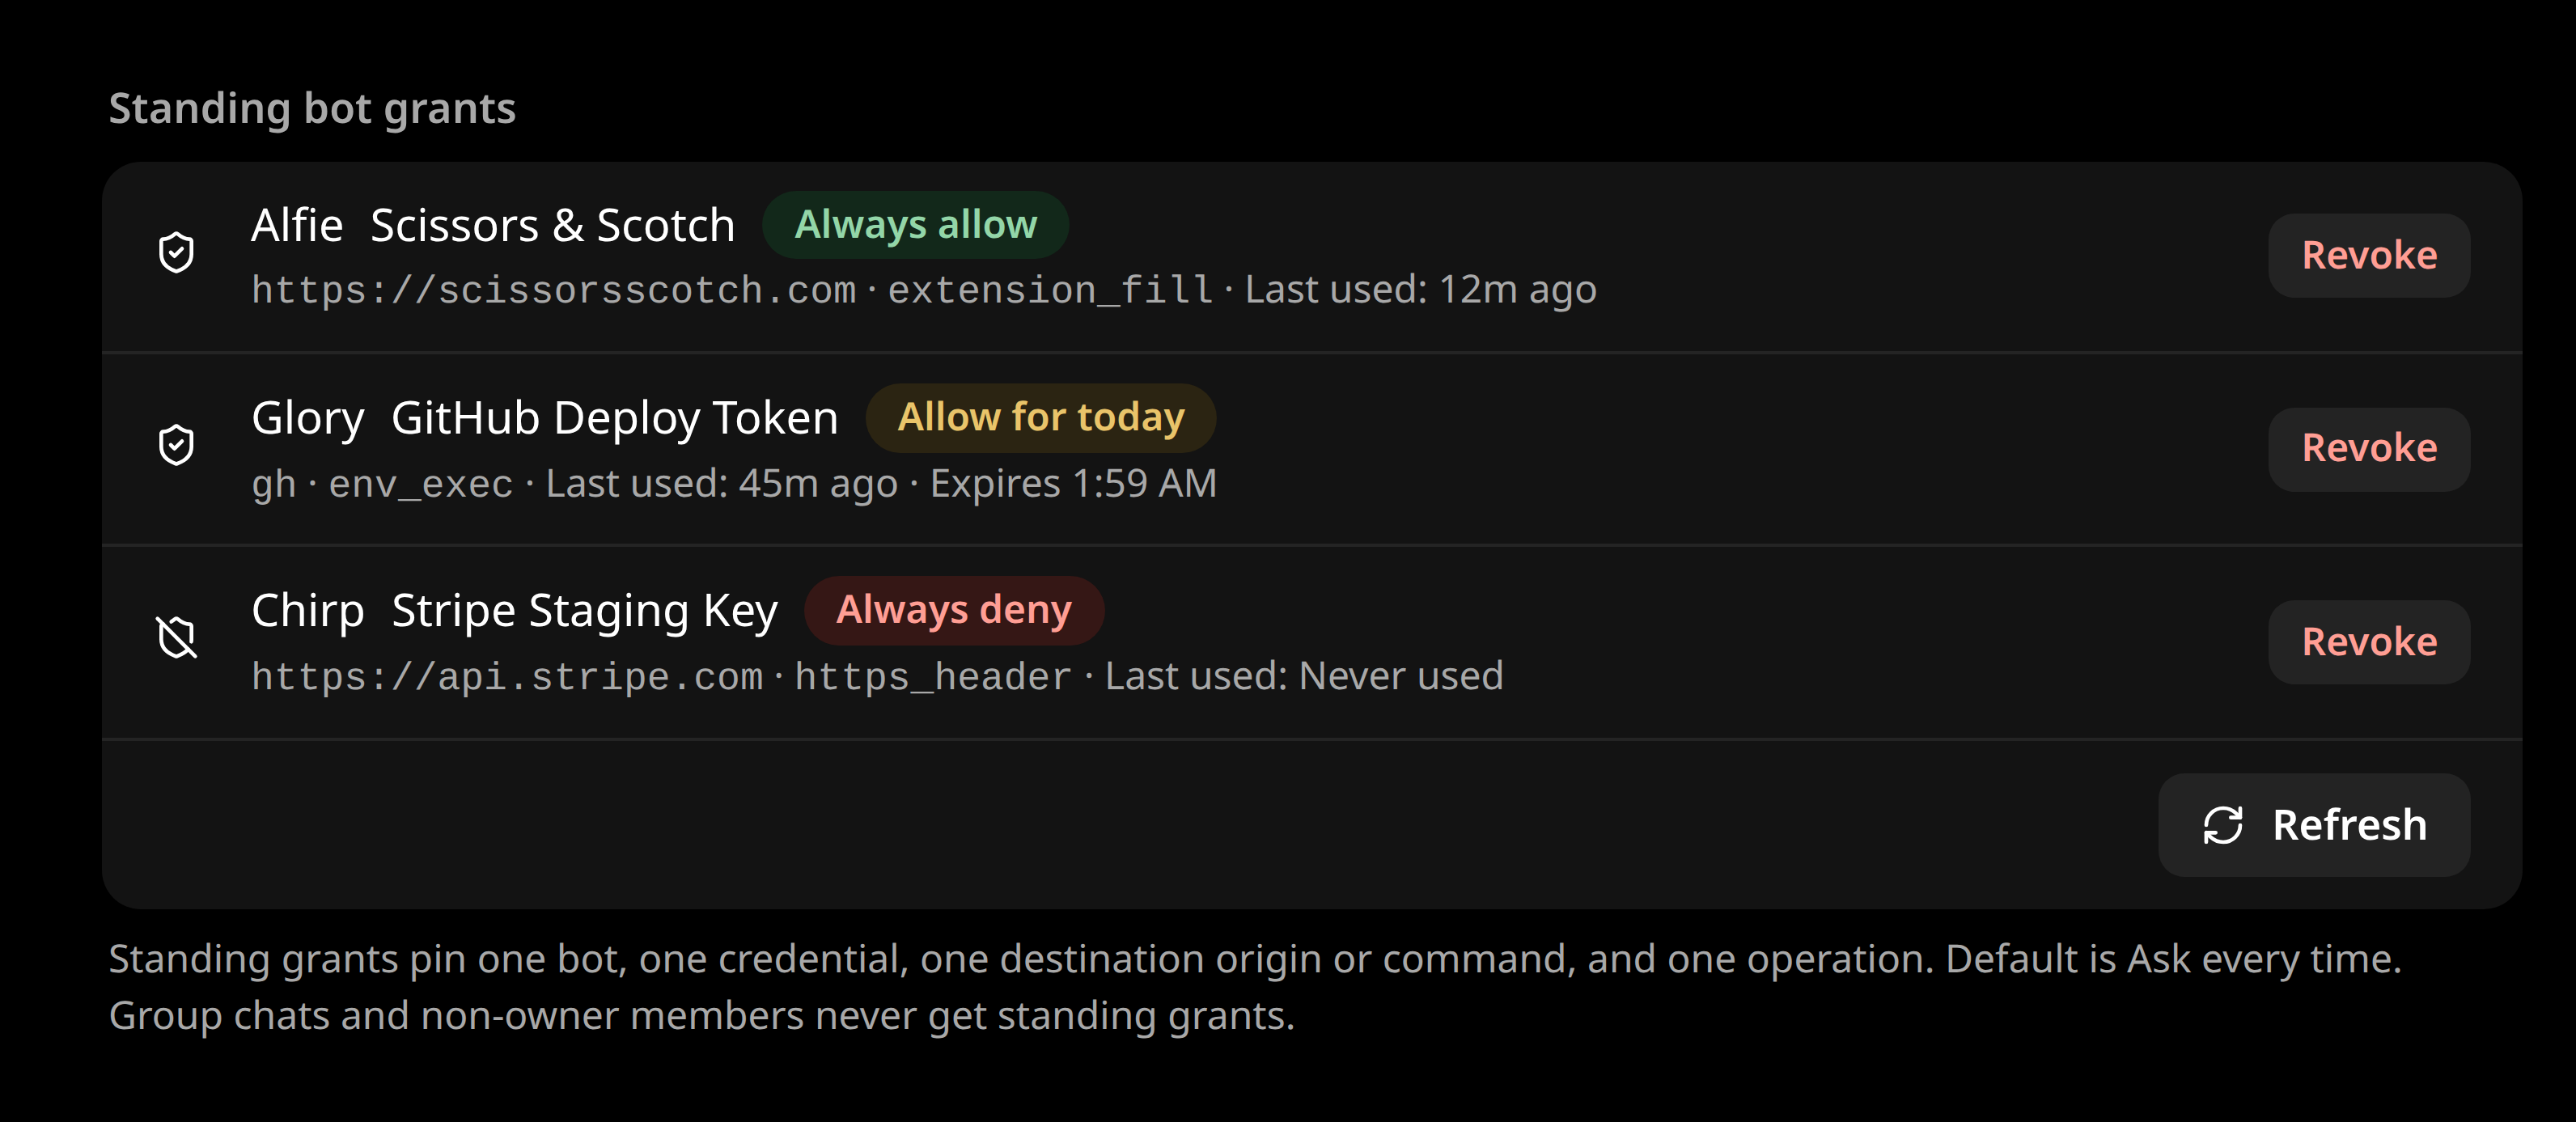 Standing bot grants
Alfie Scissors & Scotch Always allow
https://scissorsscotch.com · extension_fill · Last used: 12m ago
Revoke
Glory GitHub Deploy Token Allow for today
gh · env_exec · Last used: 45m ago · Expires 1:59 AM
Revoke
Chirp Stripe Staging Key Always deny
https://api.stripe.com · https_header · Last used: Never used
Revoke
Refresh
Standing grants pin one bot, one credential, one destination origin or command, and one operation. Default is Ask every time.
Group chats and non-owner members never get standing grants.